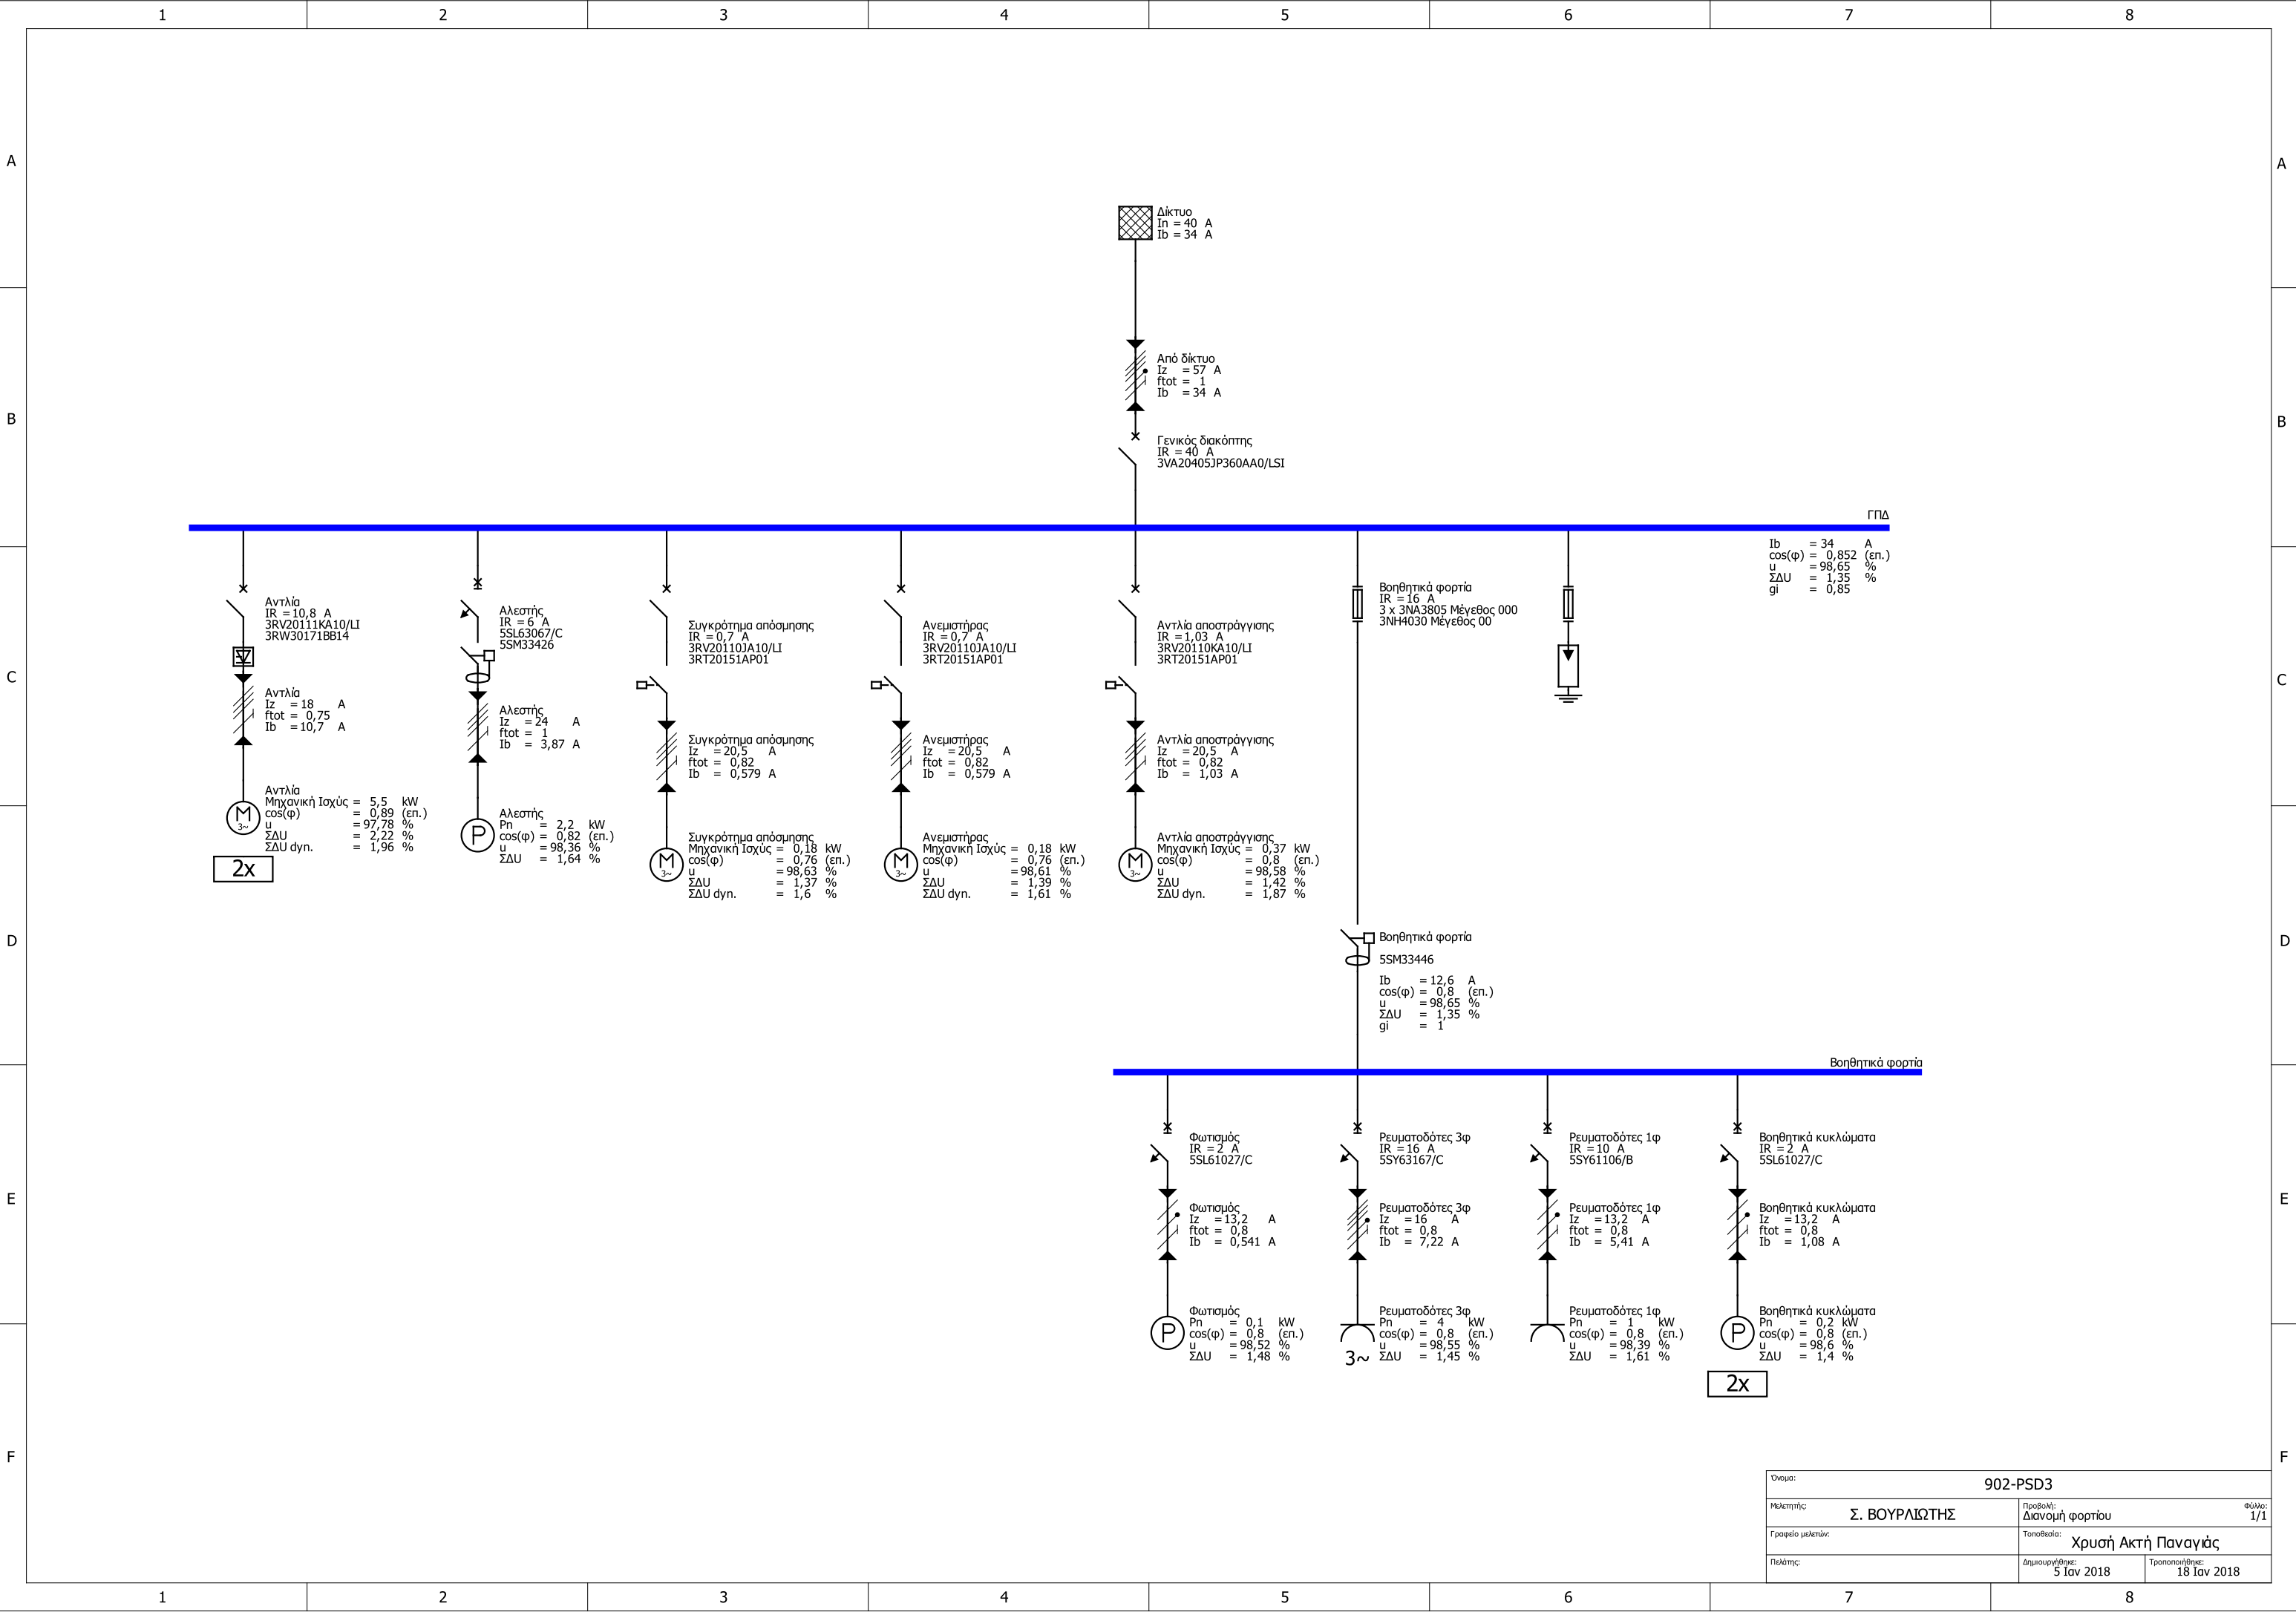 1 2 3 4 5 6 7 8
A A
B B
C C
D D
E E
F F
Δίκτυο
In = 40 A
Ib = 34 A
Από δίκτυο
Iz = 57 A
ftot = 1
Ib = 34 A
Γενικός διακόπτης
IR = 40 A
3VA20405JP360AA0/LSI
ΓΠΔ
Ib = 34 A
cos(φ) = 0,852 (επ.)
u = 98,65 %
ΣΔU = 1,35 %
gi = 0,85
Αντλία
IR = 10,8 A
3RV20111KA10/LI
3RW30171BB14
Αντλία
Iz = 18 A
ftot = 0,75
Ib = 10,7 A
Αντλία
Μηχανική Ισχύς = 5,5 kW
cos(φ) = 0,89 (επ.)
u = 97,78 %
ΣΔU = 2,22 %
ΣΔU dyn. = 1,96 %
M
3~
2x
Αλεστής
IR = 6 A
5SL63067/C
5SM33426
Αλεστής
Iz = 24 A
ftot = 1
Ib = 3,87 A
Αλεστής
Pn = 2,2 kW
cos(φ) = 0,82 (επ.)
u = 98,36 %
ΣΔU = 1,64 %
P
Συγκρότημα απόσμησης
IR = 0,7 A
3RV20110JA10/LI
3RT20151AP01
Συγκρότημα απόσμησης
Iz = 20,5 A
ftot = 0,82
Ib = 0,579 A
Συγκρότημα απόσμησης
Μηχανική Ισχύς = 0,18 kW
cos(φ) = 0,76 (επ.)
u = 98,63 %
ΣΔU = 1,37 %
ΣΔU dyn. = 1,6 %
M
3~
Ανεμιστήρας
IR = 0,7 A
3RV20110JA10/LI
3RT20151AP01
Ανεμιστήρας
Iz = 20,5 A
ftot = 0,82
Ib = 0,579 A
Ανεμιστήρας
Μηχανική Ισχύς = 0,18 kW
cos(φ) = 0,76 (επ.)
u = 98,61 %
ΣΔU = 1,39 %
ΣΔU dyn. = 1,61 %
M
3~
Αντλία αποστράγγισης
IR = 1,03 A
3RV20110KA10/LI
3RT20151AP01
Αντλία αποστράγγισης
Iz = 20,5 A
ftot = 0,82
Ib = 1,03 A
Αντλία αποστράγγισης
Μηχανική Ισχύς = 0,37 kW
cos(φ) = 0,8 (επ.)
u = 98,58 %
ΣΔU = 1,42 %
ΣΔU dyn. = 1,87 %
M
3~
Βοηθητικά φορτία
IR = 16 A
3 x 3NA3805 Μέγεθος 000
3NH4030 Μέγεθος 00
Βοηθητικά φορτία
5SM33446
Ib = 12,6 A
cos(φ) = 0,8 (επ.)
u = 98,65 %
ΣΔU = 1,35 %
gi = 1
Βοηθητικά φορτία
Φωτισμός
IR = 2 A
5SL61027/C
Φωτισμός
Iz = 13,2 A
ftot = 0,8
Ib = 0,541 A
Φωτισμός
Pn = 0,1 kW
cos(φ) = 0,8 (επ.)
u = 98,52 %
ΣΔU = 1,48 %
P
Ρευματοδότες 3φ
IR = 16 A
5SY63167/C
Ρευματοδότες 3φ
Iz = 16 A
ftot = 0,8
Ib = 7,22 A
Ρευματοδότες 3φ
Pn = 4 kW
cos(φ) = 0,8 (επ.)
u = 98,55 %
ΣΔU = 1,45 %
3~
Ρευματοδότες 1φ
IR = 10 A
5SY61106/B
Ρευματοδότες 1φ
Iz = 13,2 A
ftot = 0,8
Ib = 5,41 A
Ρευματοδότες 1φ
Pn = 1 kW
cos(φ) = 0,8 (επ.)
u = 98,39 %
ΣΔU = 1,61 %
Βοηθητικά κυκλώματα
IR = 2 A
5SL61027/C
Βοηθητικά κυκλώματα
Iz = 13,2 A
ftot = 0,8
Ib = 1,08 A
Βοηθητικά κυκλώματα
Pn = 0,2 kW
cos(φ) = 0,8 (επ.)
u = 98,6 %
ΣΔU = 1,4 %
P
2x
Όνομα: 902-PSD3
Μελετητής: Σ. ΒΟΥΡΛΙΩΤΗΣ
Προβολή: Διανομή φορτίου
Φύλλο: 1/1
Γραφείο μελετών:
Τοποθεσία: Χρυσή Ακτή Παναγιάς
Πελάτης:
Δημιουργήθηκε: 5 Ιαν 2018
Τροποποιήθηκε: 18 Ιαν 2018
1 2 3 4 5 6 7 8